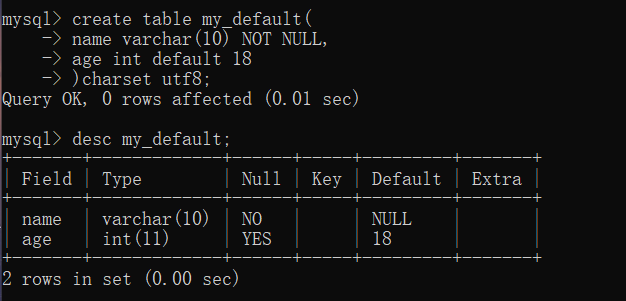 mysql> create table my_default(
    -> name varchar(10) NOT NULL,
    -> age int default 18
    -> )charset utf8;
Query OK, 0 rows affected (0.01 sec)
mysql> desc my_default;
+-------+-------------+------+-----+---------+-------+
| Field | Type        | Null | Key | Default | Extra |
+-------+-------------+------+-----+---------+-------+
| name  | varchar(10) | NO   |     | NULL    |       |
| age   | int(11)     | YES  |     | 18      |       |
+-------+-------------+------+-----+---------+-------+
2 rows in set (0.00 sec)